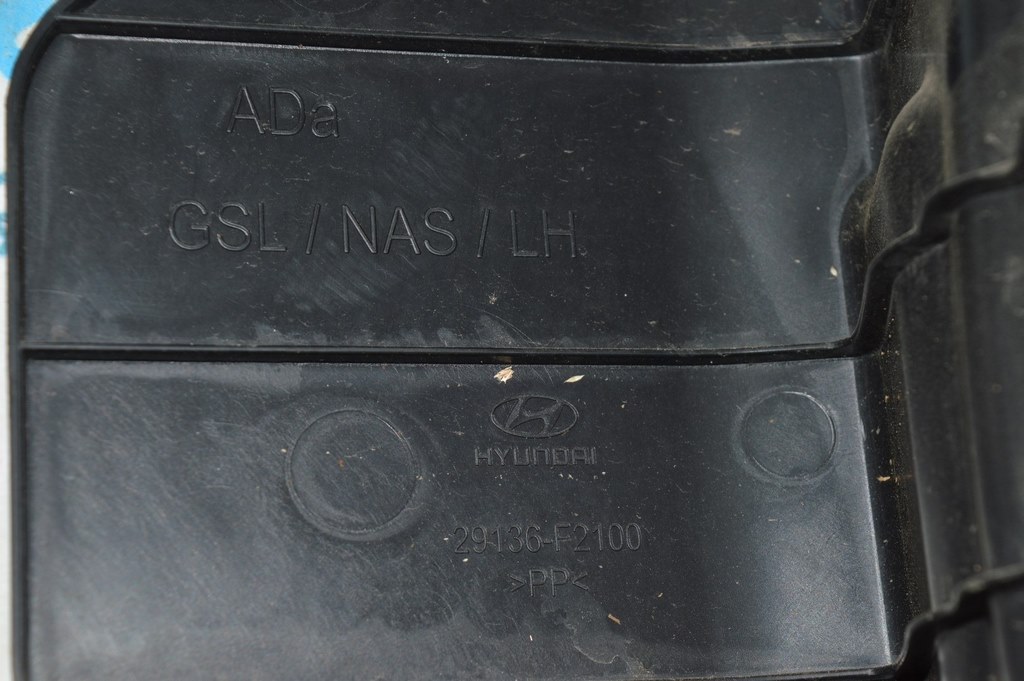 ADa
GSL / NAS / LH
HYUNDAI
29136-F2100
>PP<